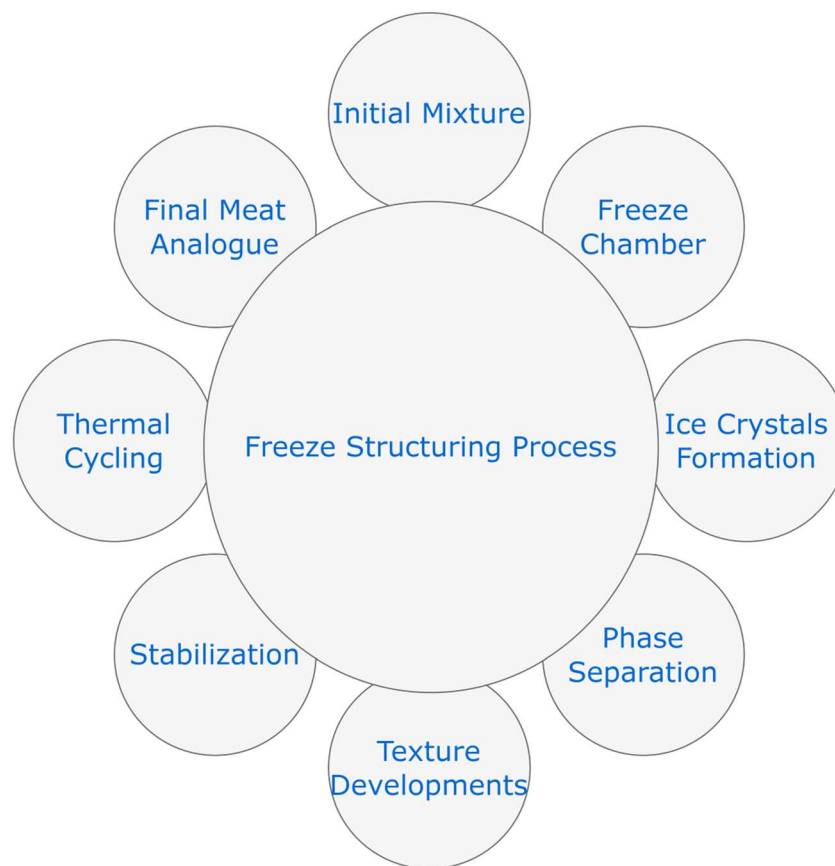 Initial Mixture
Final Meat
Analogue
Freeze
Chamber
Thermal
Cycling
Freeze Structuring Process
Ice Crystals
Formation
Stabilization
Phase
Separation
Texture
Developments